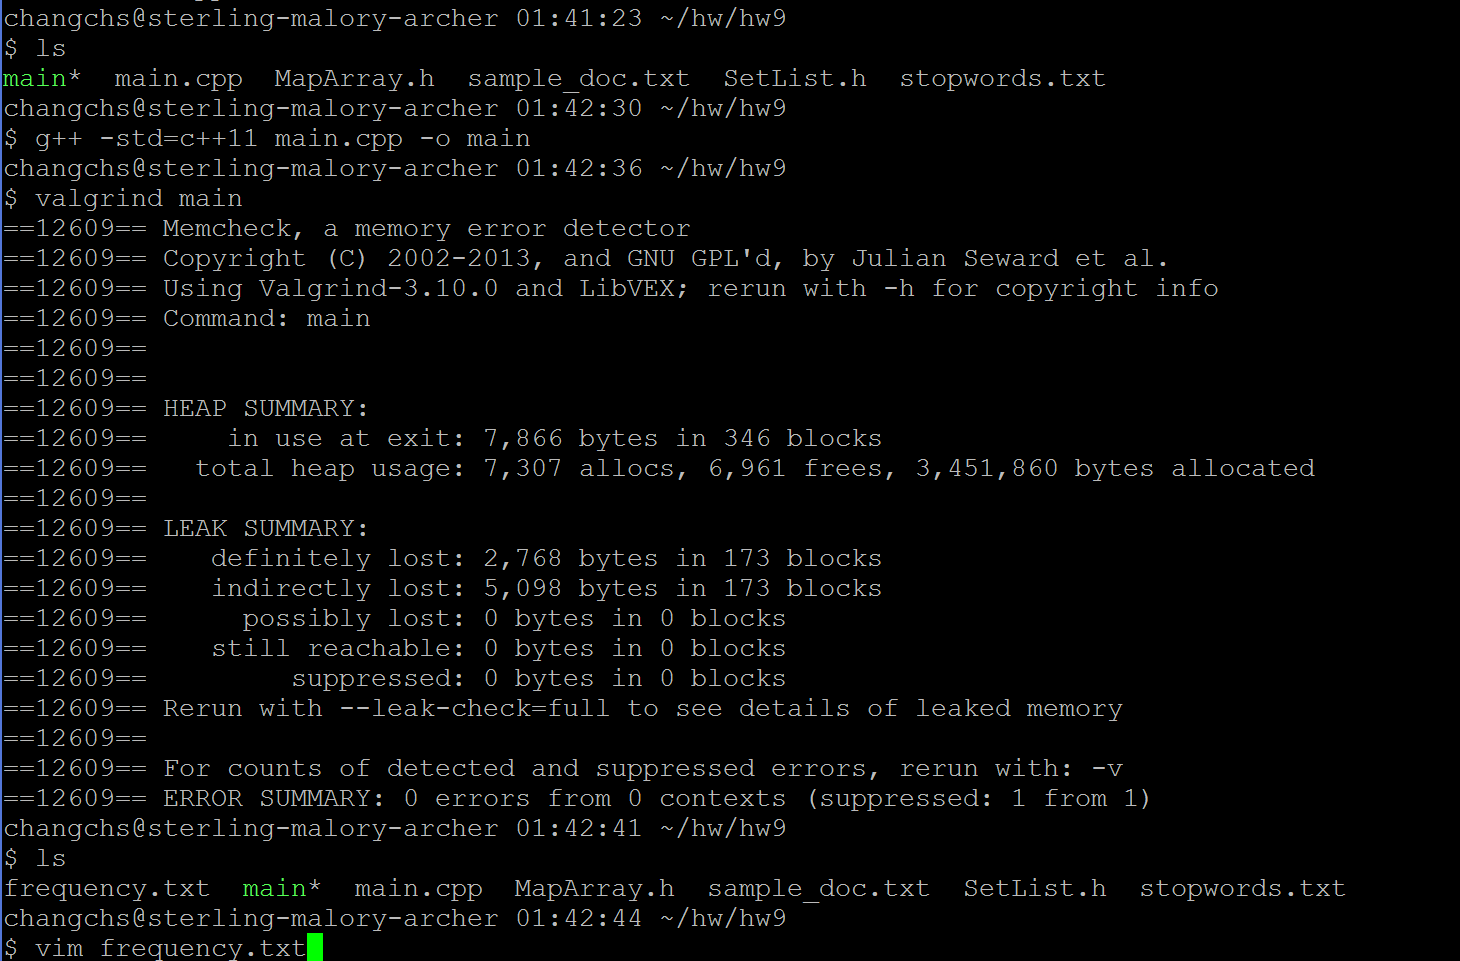 changchs@sterling-malory-archer 01:41:23 ~/hw/hw9
$ ls
main*  main.cpp  MapArray.h  sample_doc.txt  SetList.h  stopwords.txt
changchs@sterling-malory-archer 01:42:30 ~/hw/hw9
$ g++ -std=c++11 main.cpp -o main
changchs@sterling-malory-archer 01:42:36 ~/hw/hw9
$ valgrind main
==12609== Memcheck, a memory error detector
==12609== Copyright (C) 2002-2013, and GNU GPL'd, by Julian Seward et al.
==12609== Using Valgrind-3.10.0 and LibVEX; rerun with -h for copyright info
==12609== Command: main
==12609==
==12609==
==12609== HEAP SUMMARY:
==12609==     in use at exit: 7,866 bytes in 346 blocks
==12609==   total heap usage: 7,307 allocs, 6,961 frees, 3,451,860 bytes allocated
==12609==
==12609== LEAK SUMMARY:
==12609==    definitely lost: 2,768 bytes in 173 blocks
==12609==    indirectly lost: 5,098 bytes in 173 blocks
==12609==      possibly lost: 0 bytes in 0 blocks
==12609==    still reachable: 0 bytes in 0 blocks
==12609==         suppressed: 0 bytes in 0 blocks
==12609== Rerun with --leak-check=full to see details of leaked memory
==12609==
==12609== For counts of detected and suppressed errors, rerun with: -v
==12609== ERROR SUMMARY: 0 errors from 0 contexts (suppressed: 1 from 1)
changchs@sterling-malory-archer 01:42:41 ~/hw/hw9
$ ls
frequency.txt  main*  main.cpp  MapArray.h  sample_doc.txt  SetList.h  stopwords.txt
changchs@sterling-malory-archer 01:42:44 ~/hw/hw9
$ vim frequency.txt